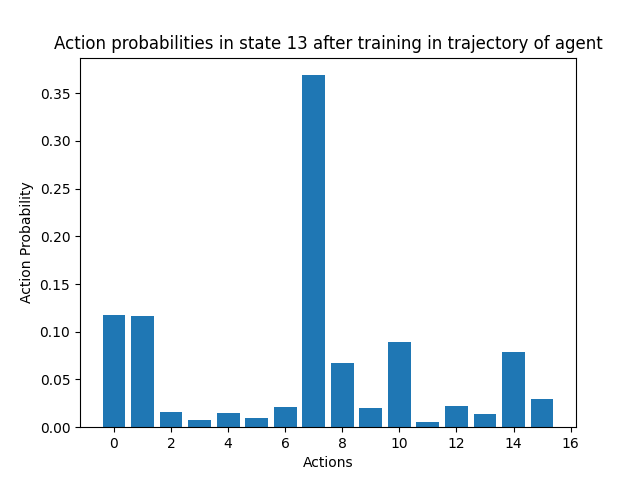 Action probabilities in state 13 after training in trajectory of agent
0.35
0.30
0.25
0.20
0.15
0.10
0.05
0.00
Action Probability
0 2 4 6 8 10 12 14 16
Actions